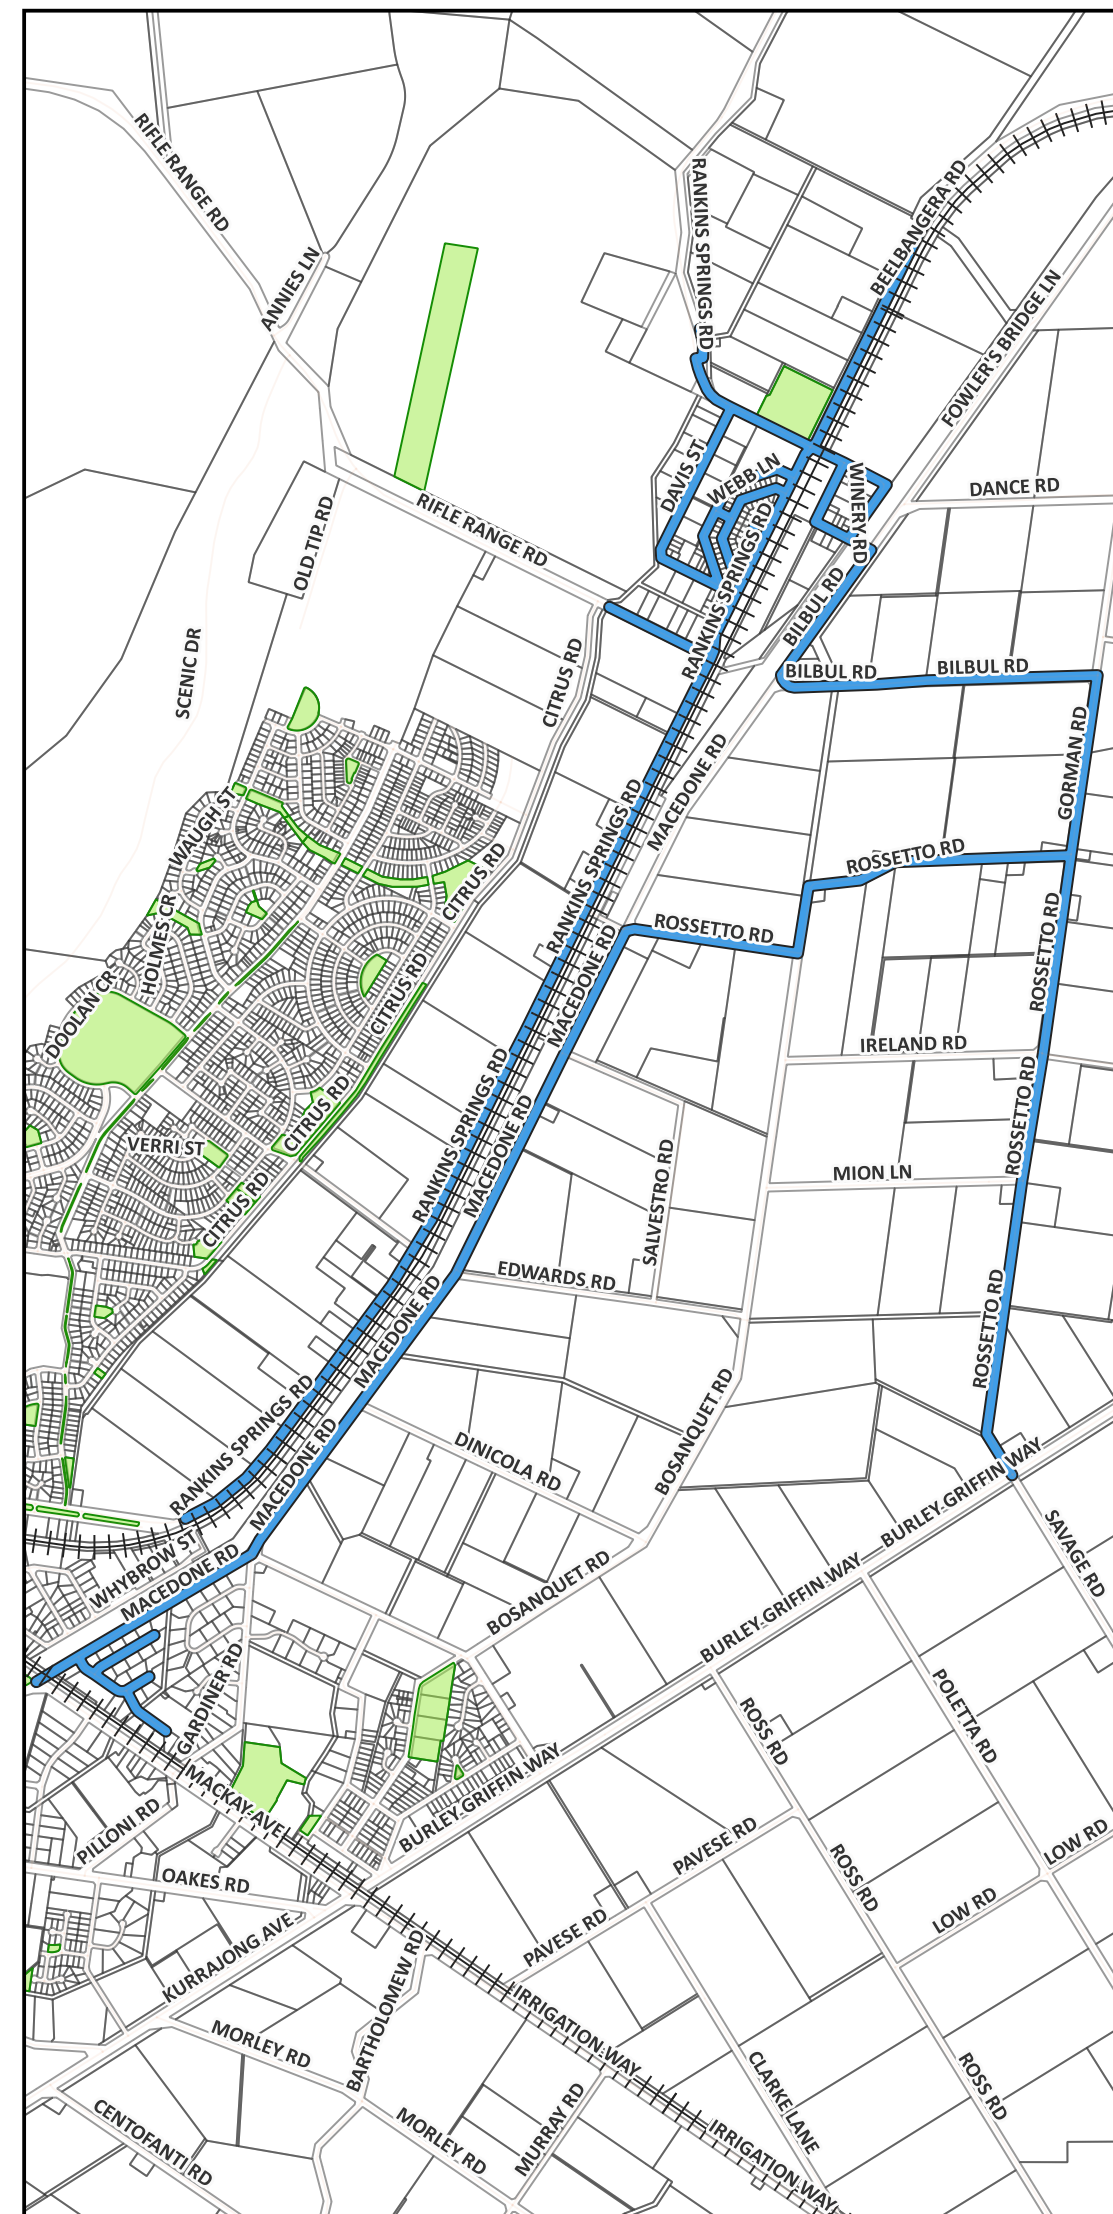 RIFLE RANGE RD
ANNIES LN
RANKINS SPRINGS RD
BEELBANGERA RD
FOWLER'S BRIDGE LN
DAVIS ST
WEBB LN
WINERY RD
DANCE RD
RIFLE RANGE RD
OLD TIP RD
RANKINS SPRINGS RD
BILBUL RD
BILBUL RD
BILBUL RD
SCENIC DR
CITRUS RD
MACEDONE RD
GORMAN RD
RANKINS SPRINGS RD
WAUGH ST
CITRUS RD
ROSSETTO RD
HOLMES CR
ROSSETTO RD
ROSSETTO RD
DOOLAN CR
CITRUS RD
MACEDONE RD
IRELAND RD
RANKINS SPRINGS RD
CITRUS RD
VERRI ST
MACEDONE RD
ROSSETTO RD
MION LN
SALVESTRO RD
CITRUS RD
EDWARDS RD
MACEDONE RD
ROSSETTO RD
RANKINS SPRINGS RD
BOSANQUET RD
DINICOLA RD
MACEDONE RD
BURLEY GRIFFIN WAY
WHYBROW ST
MACEDONE RD
SAVAGE RD
BOSANQUET RD
BURLEY GRIFFIN WAY
GARDINER RD
POLETTA RD
ROSS RD
MACKAY AVE
BURLEY GRIFFIN WAY
PILLONI RD
PAVESE RD
LOW RD
OAKES RD
ROSS RD
LOW RD
KURRAJONG AVE
PAVESE RD
BARTHOLOMEW RD
IRRIGATION WAY
MORLEY RD
CLARKE LANE
ROSS RD
CENTOFANTI RD
MORLEY RD
MURRAY RD
IRRIGATION WAY